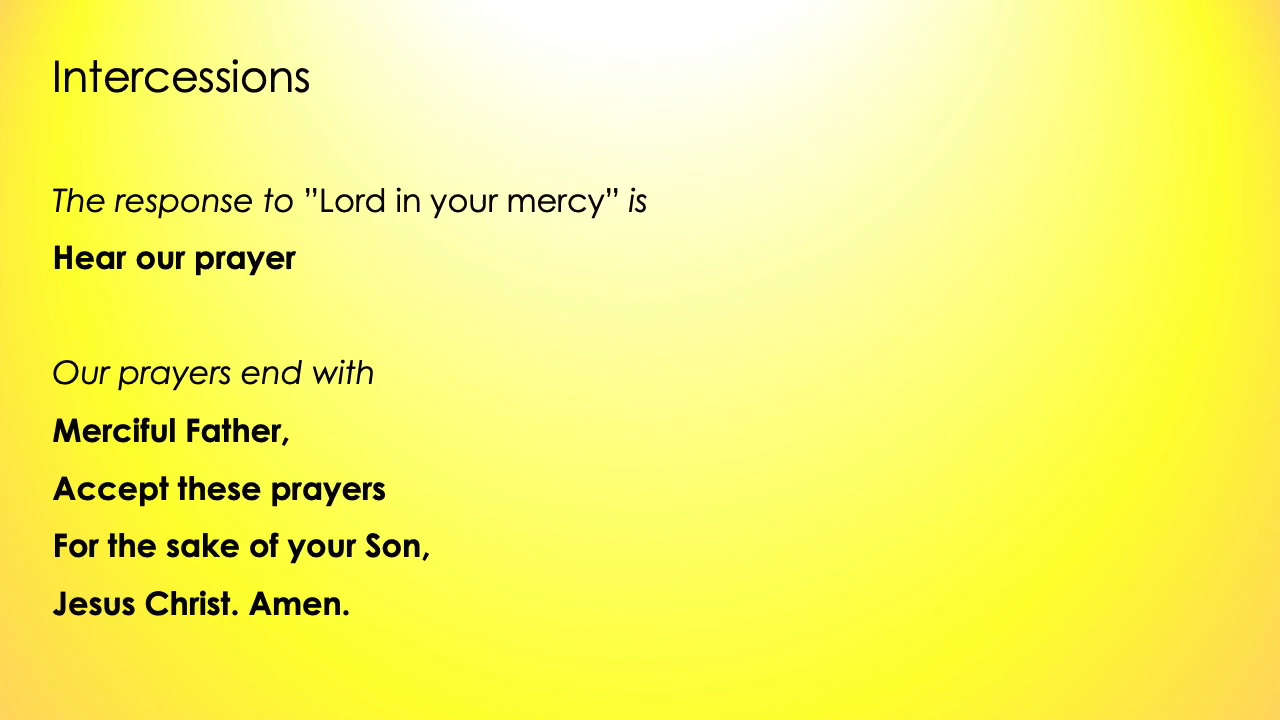 Intercessions
The response to ”Lord in your mercy” is
Hear our prayer
Our prayers end with
Merciful Father,
Accept these prayers
For the sake of your Son,
Jesus Christ. Amen.